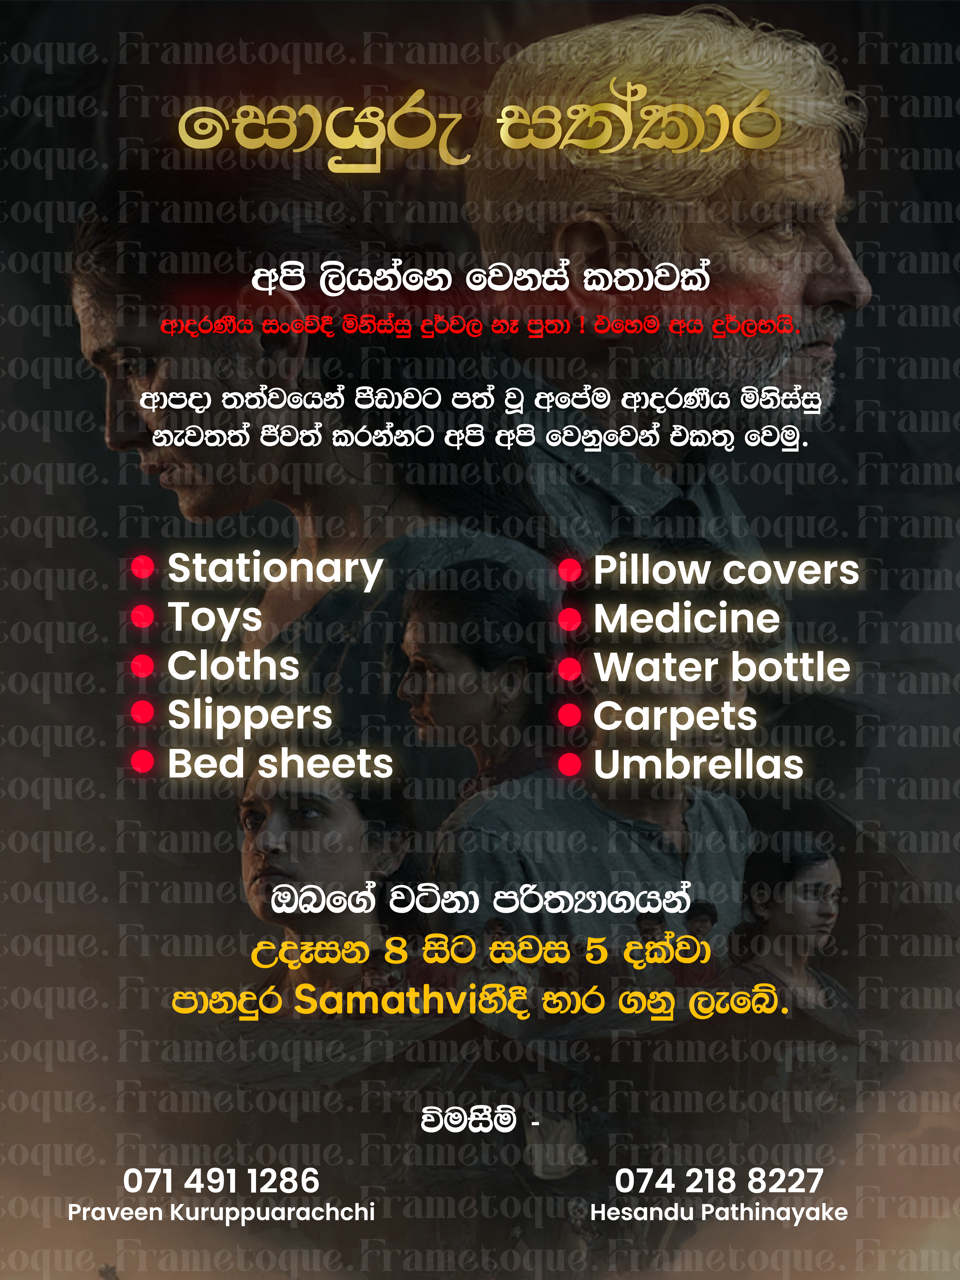 සොයුරු සත්කාර
අපි ලියන්නෙ වෙනස් කතාවක්
ආදරණීය සංවේදී මිනිස්සු දුර්වල නෑ පුතා ! එහෙම අය දුර්ලභයි.
ආපදා තත්වයෙන් පීඩාවට පත් වූ අපේම ආදරණීය මිනිස්සු
නැවතත් ජීවත් කරන්නට අපි අපි වෙනුවෙන් එකතු වෙමු.
Stationary
Toys
Cloths
Slippers
Bed sheets
Pillow covers
Medicine
Water bottle
Carpets
Umbrellas
ඔබගේ වටිනා පරිත්‍යාගයන්
උදෑසන 8 සිට සවස 5 දක්වා
පානදුර Samathviහීදී භාර ගනු ලැබේ.
විමසීම් -
071 491 1286
Praveen Kuruppuarachchi
074 218 8227
Hesandu Pathinayake
Frametoque.